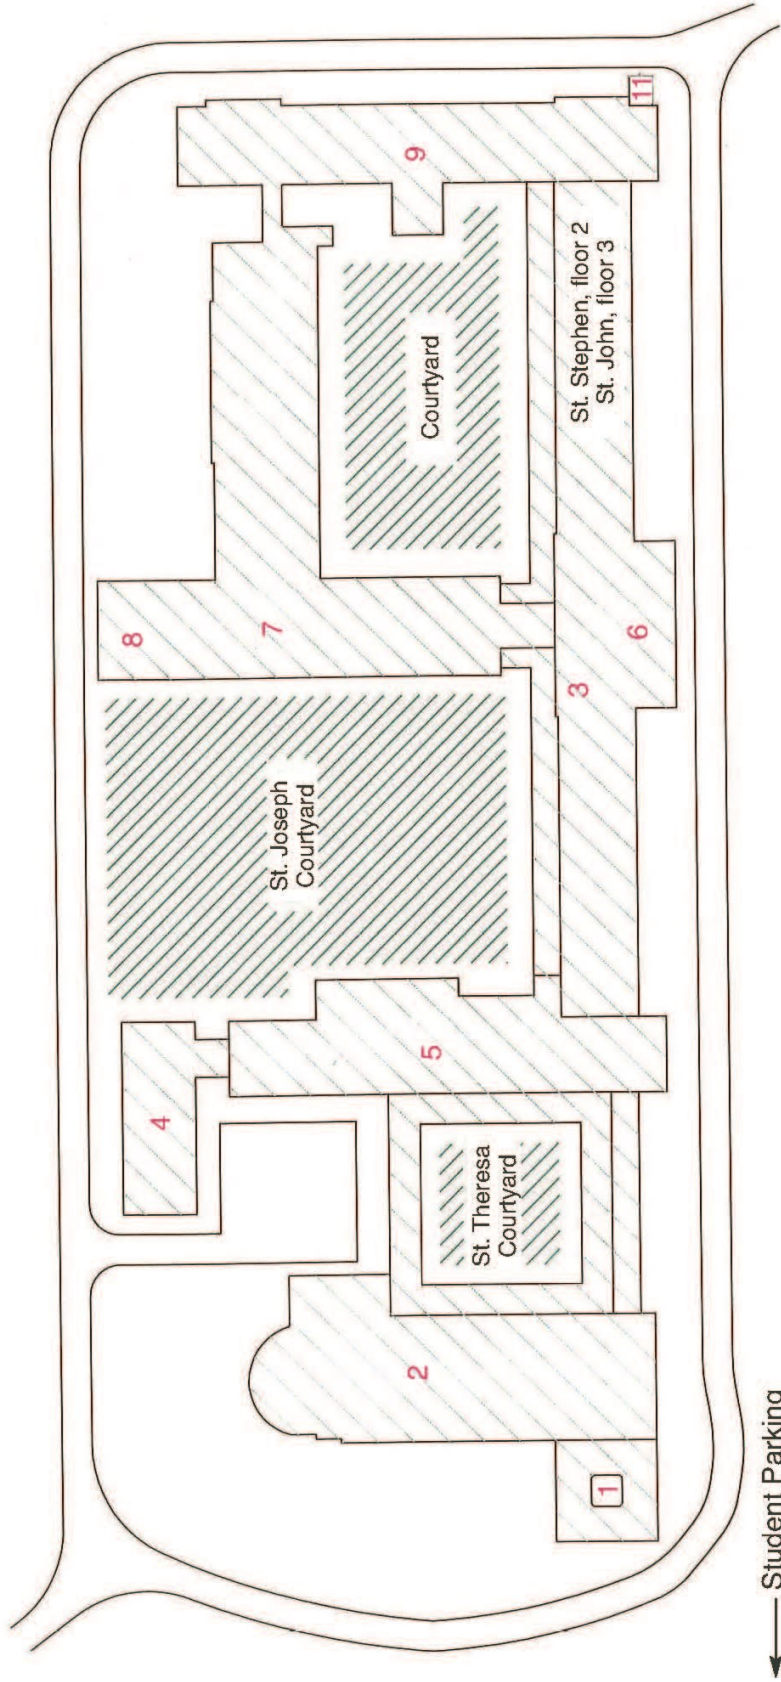 1
2
St. Theresa
Courtyard
4
5
St. Joseph
Courtyard
8
7
3
6
Courtyard
St. Stephen, floor 2
St. John, floor 3
9
11
Student Parking